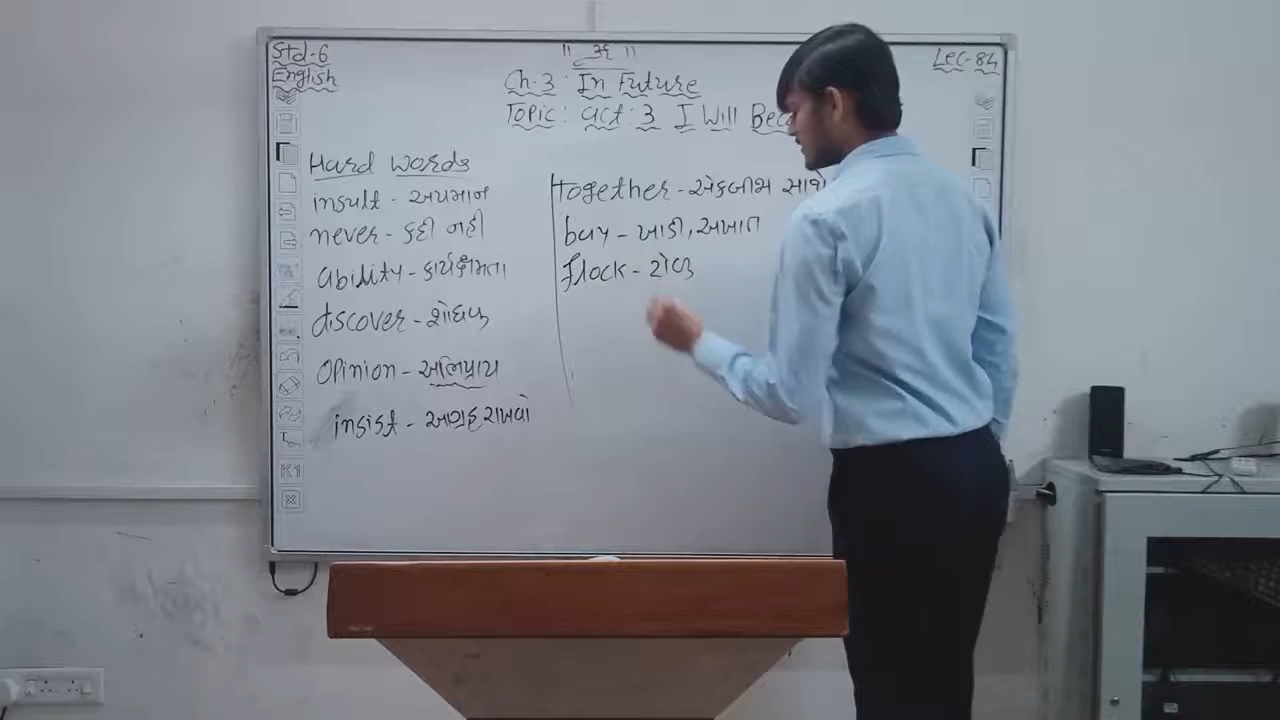 Std-6
English
" ૐ "
Lec-84
Ch-3 : In Future
Topic: act: 3 I Will Bec
Hard words
insult - અપમાન
never - કદી નહી
ability - કાર્યક્ષમતા
discover - શોધવુ
opinion - અભિપ્રાય
insist - આગ્રહ રાખવો
together - એકબીજા સાથે
bay - ખાડી, અખાત
flock - ટોળુ